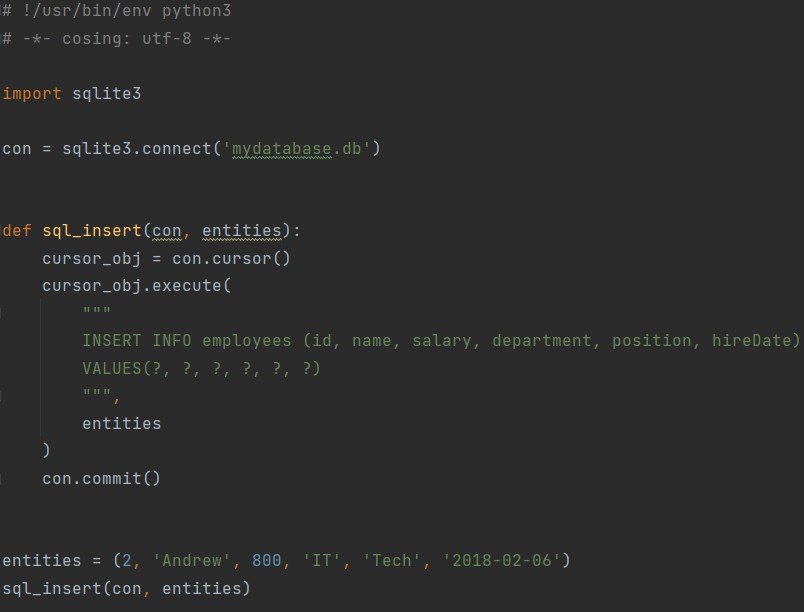 # !/usr/bin/env python3
# -*- cosing: utf-8 -*-
import sqlite3
con = sqlite3.connect('mydatabase.db')
def sql_insert(con, entities):
cursor_obj = con.cursor()
cursor_obj.execute(
"""
INSERT INFO employees (id, name, salary, department, position, hireDate)
VALUES(?, ?, ?, ?, ?, ?)
""",
entities
)
con.commit()
entities = (2, 'Andrew', 800, 'IT', 'Tech', '2018-02-06')
sql_insert(con, entities)